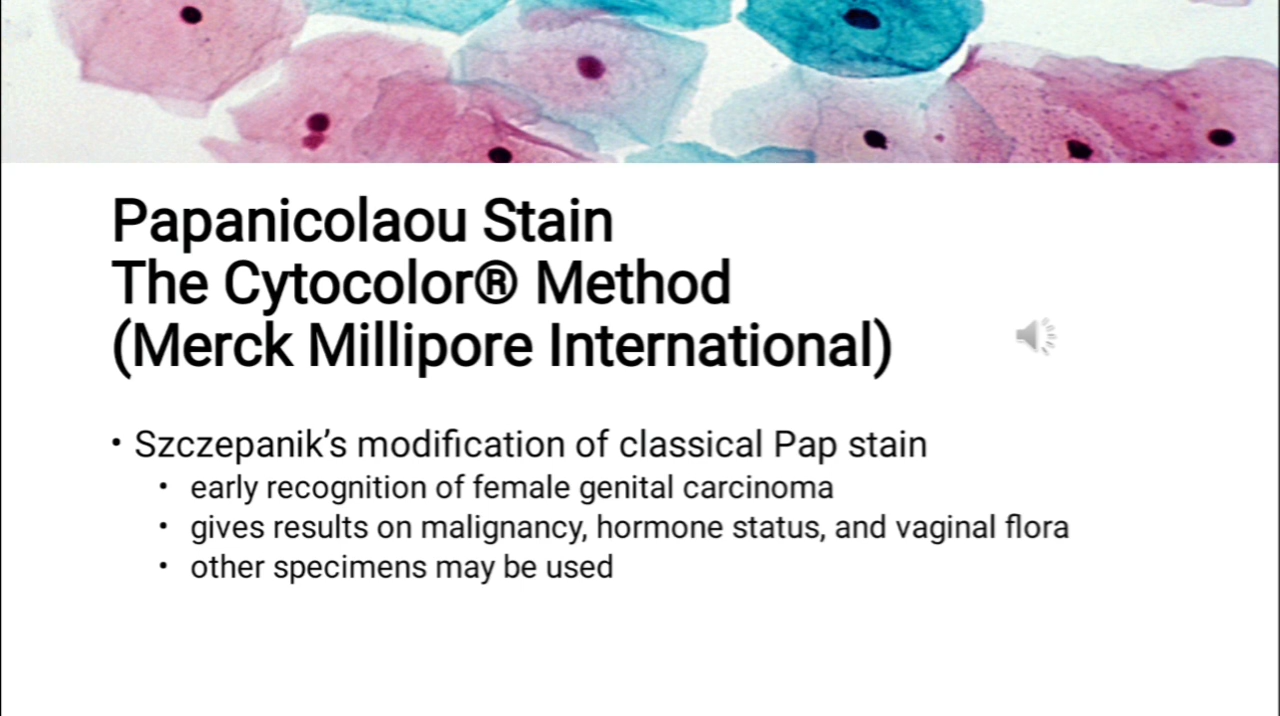 Papanicolaou Stain
The Cytocolor® Method
(Merck Millipore International)
• Szczepanik’s modification of classical Pap stain
• early recognition of female genital carcinoma
• gives results on malignancy, hormone status, and vaginal flora
• other specimens may be used